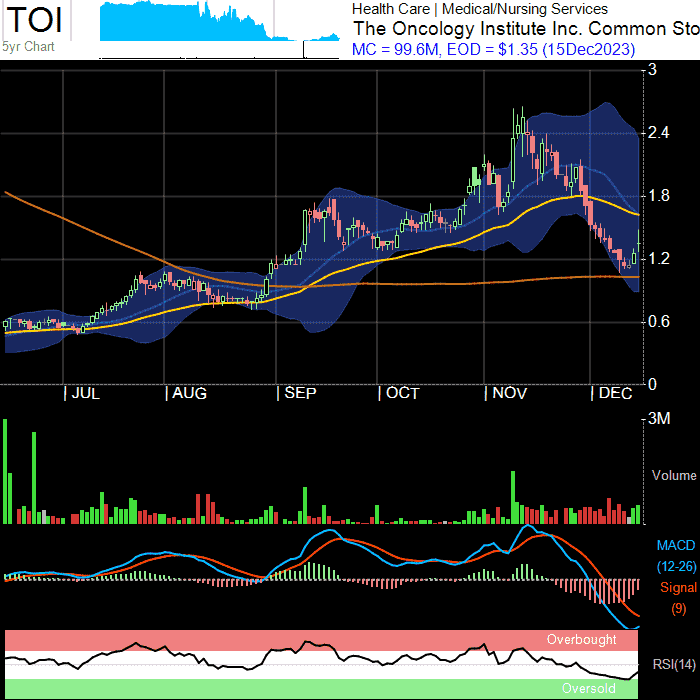 TOI
5yr Chart
Health Care | Medical/Nursing Services
The Oncology Institute Inc. Common Sto
MC = 99.6M, EOD = $1.35 (15Dec2023)
3
2.4
1.8
1.2
0.6
0
| JUL | AUG | SEP | OCT | NOV | DEC
3M
Volume
MACD
(12-26)
Signal
(9)
Overbought
RSI(14)
Oversold